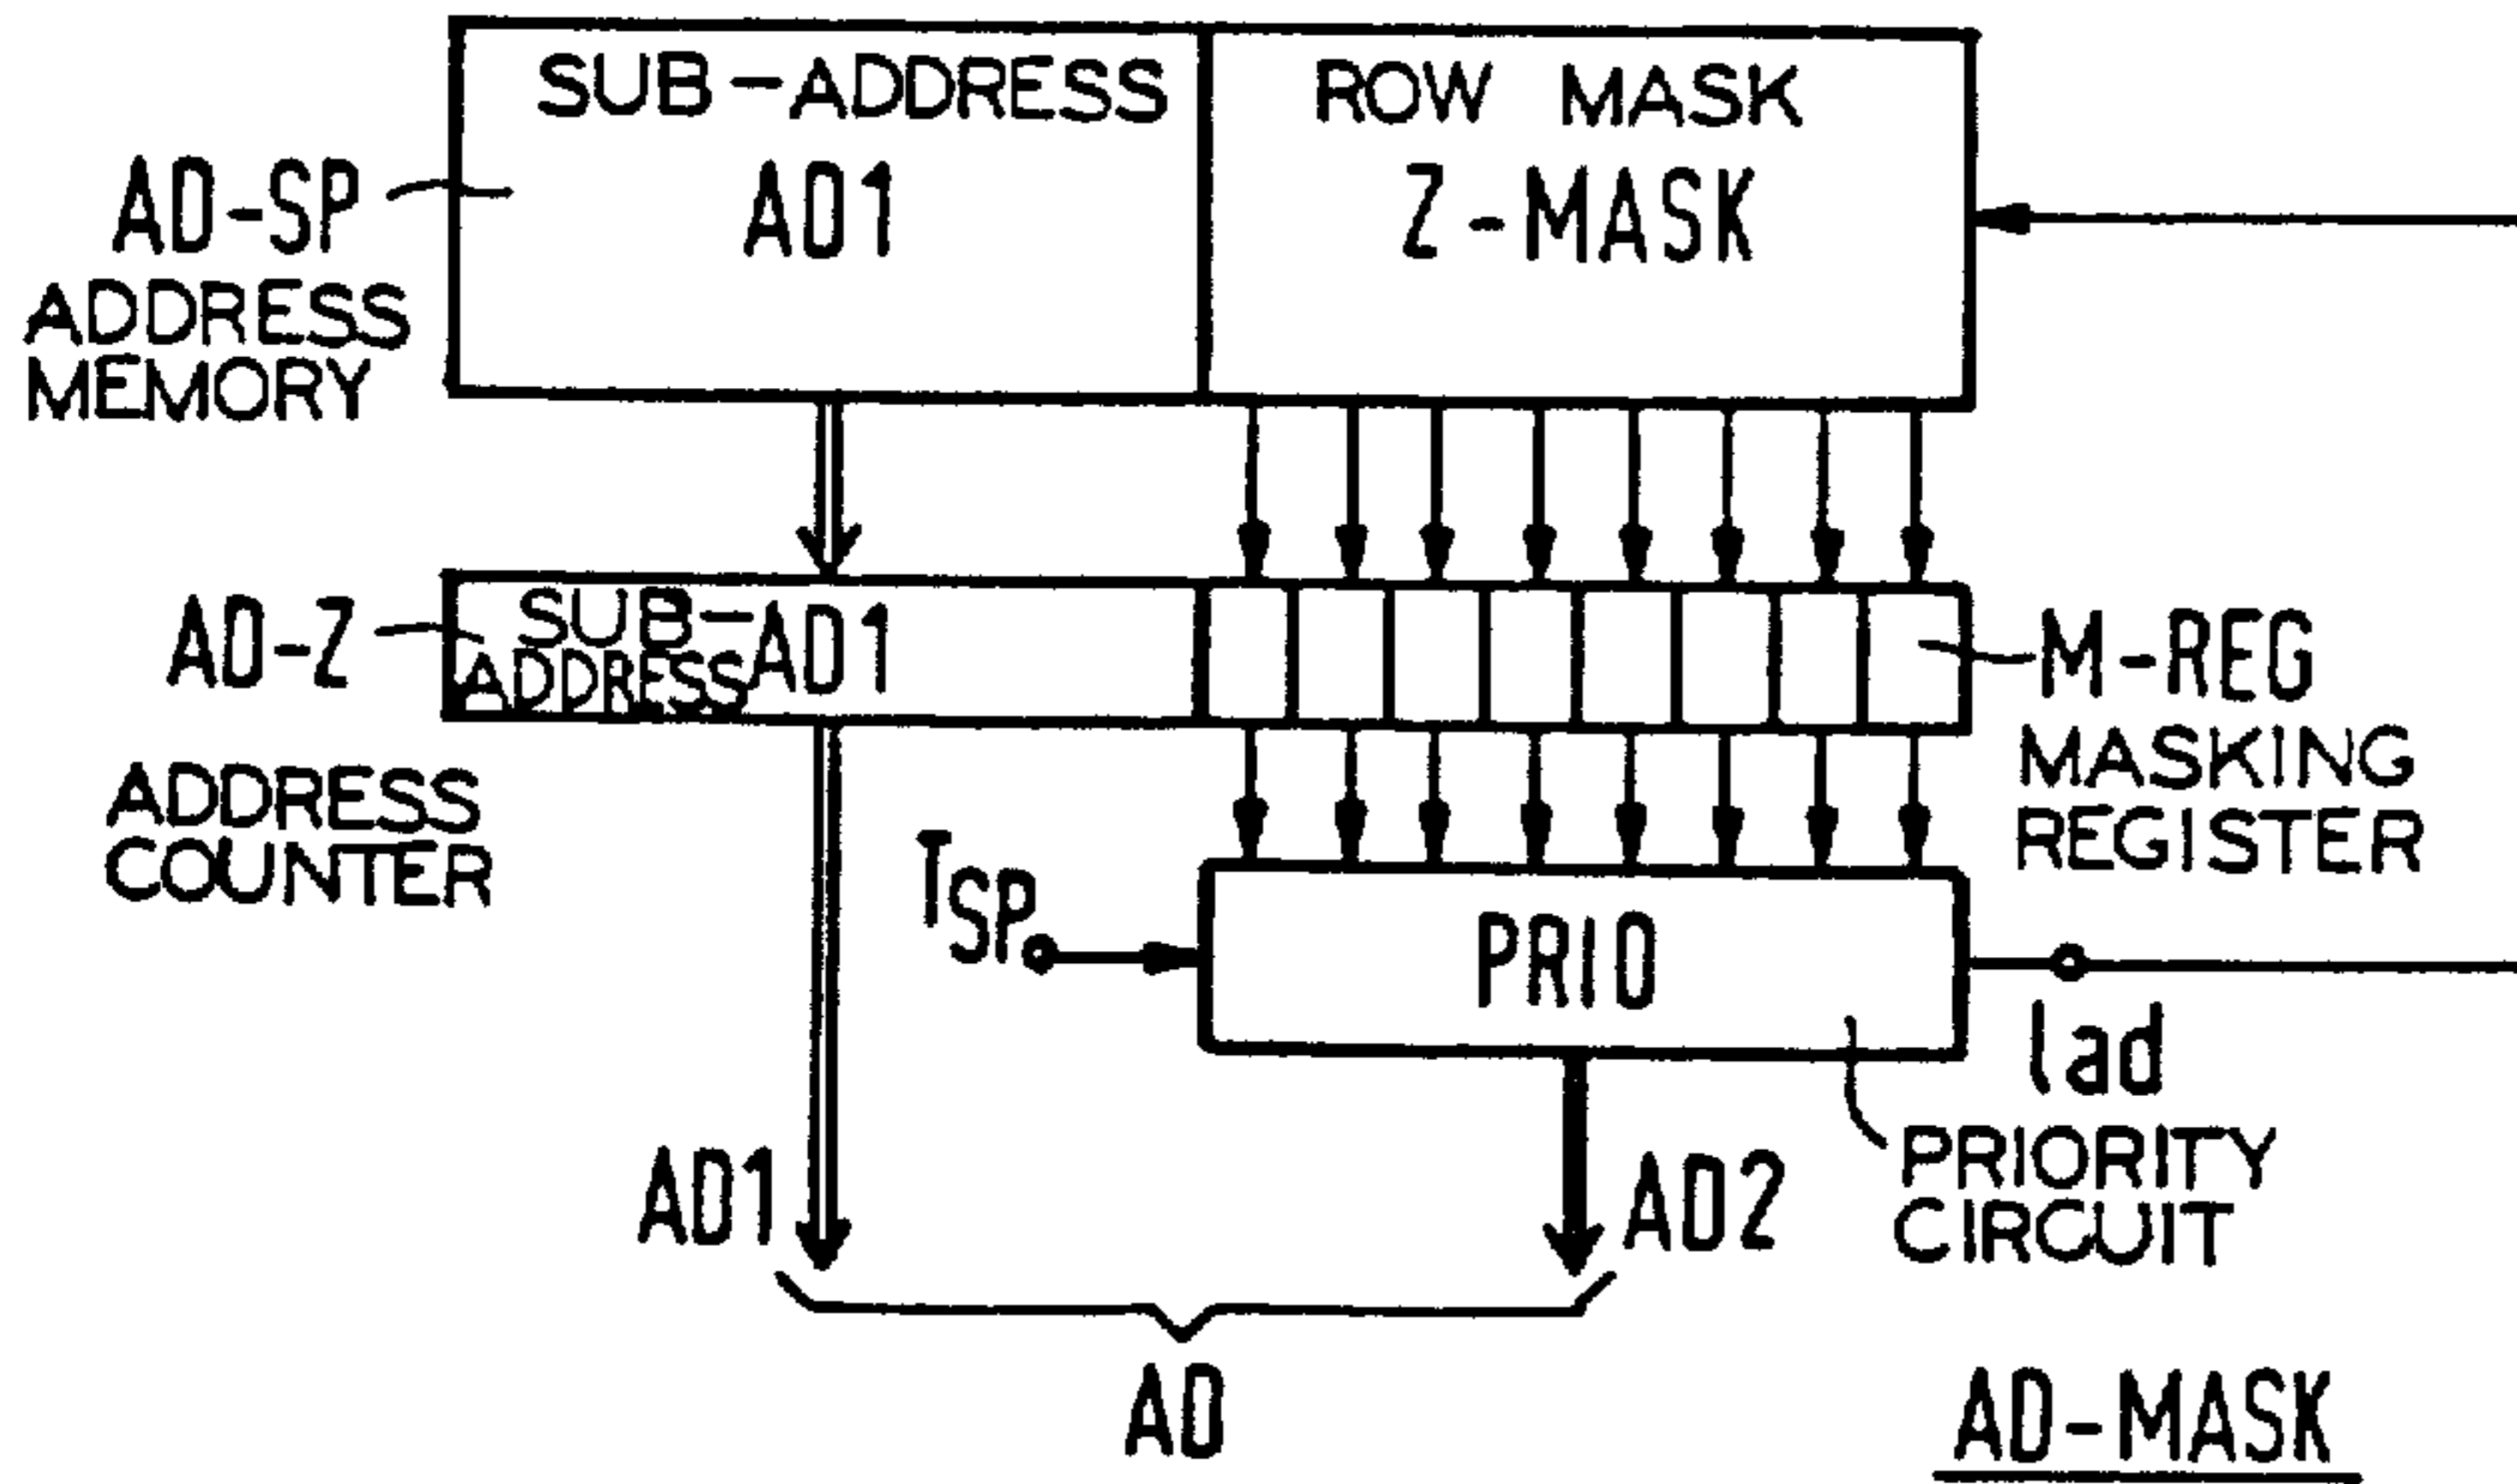 SUB-ADDRESS
AD1
ROW MASK
Z-MASK
AD-SP
ADDRESS
MEMORY
AD-Z
SUB-
ADDRESS
AD1
M-REG
MASKING
REGISTER
ADDRESS
COUNTER
TSP
PRIO
lad
PRIORITY
CIRCUIT
AD1
AD2
AD
AD-MASK